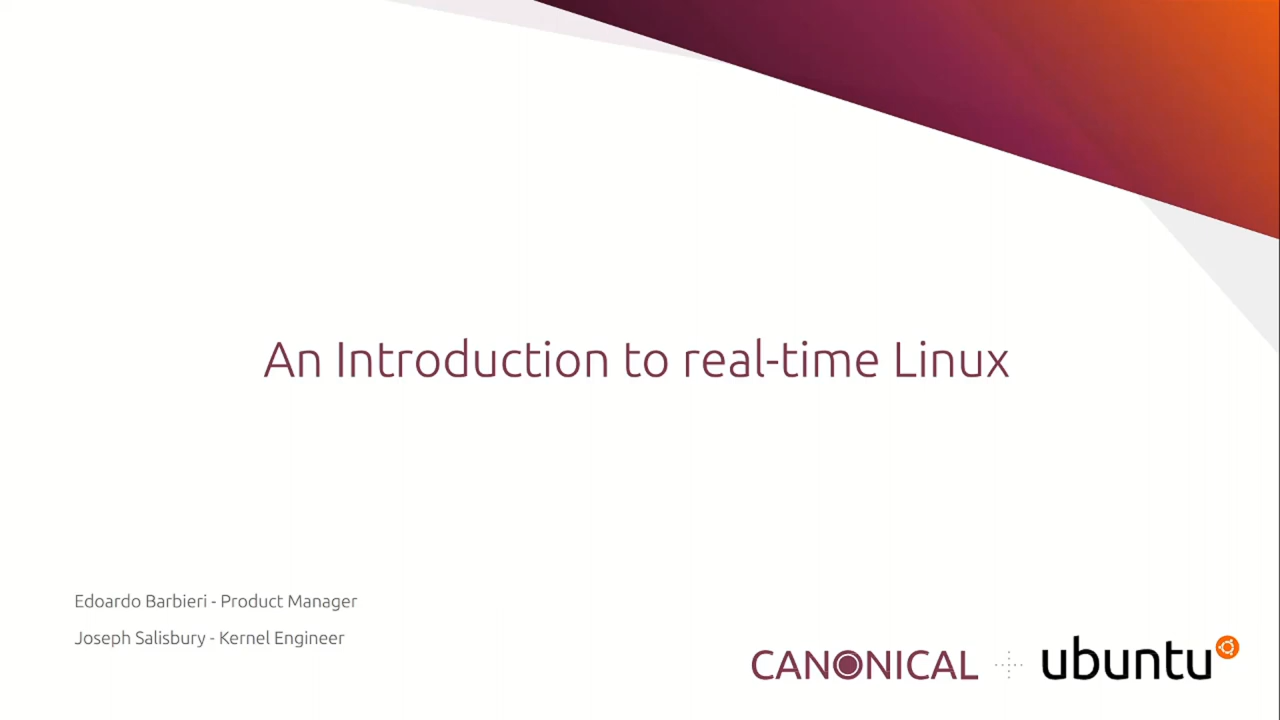 An Introduction to real-time Linux
Edoardo Barbieri - Product Manager
Joseph Salisbury - Kernel Engineer
CANONICAL
ubuntu